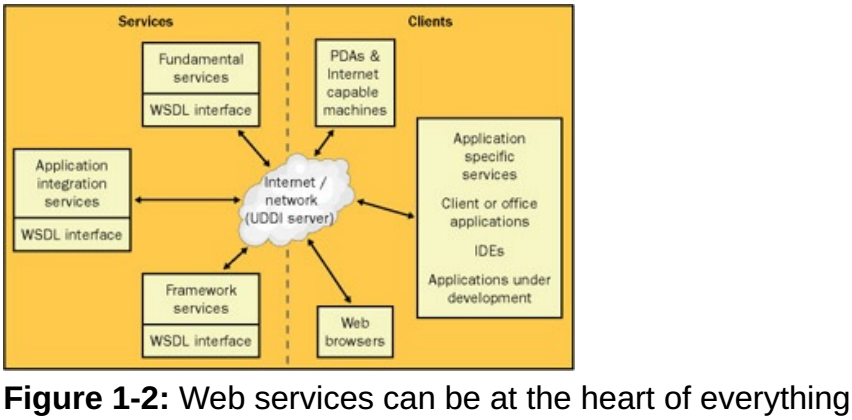 Services
Clients
Fundamental
services
WSDL interface
PDAs &
Internet
capable
machines
Application
integration
services
WSDL interface
Internet /
network
(UDDI server)
Application
specific
services
Client or office
applications
IDEs
Applications under
development
Framework
services
WSDL interface
Web
browsers
Figure 1-2: Web services can be at the heart of everything